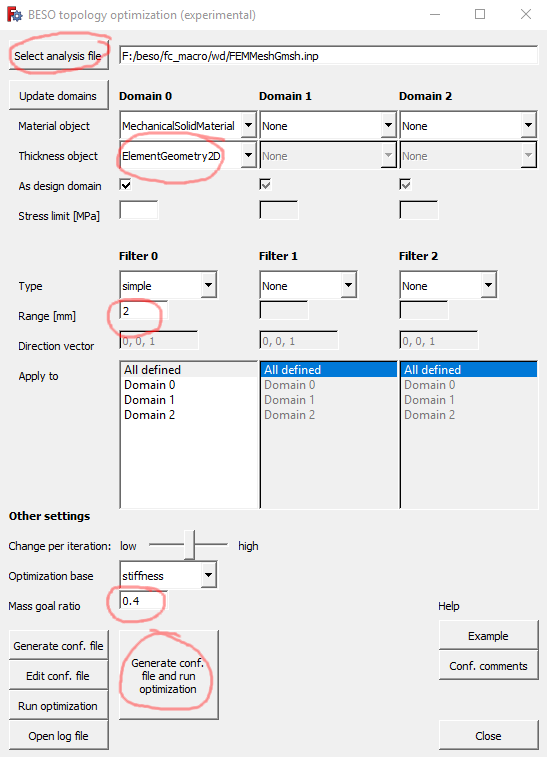 BESO topology optimization (experimental)
Select analysis file F:/beso/fc_macro/wd/FEMMeshGmsh.inp
Update domains Domain 0 Domain 1 Domain 2
Material object MechanicalSolidMaterial None None
Thickness object ElementGeometry2D None None
As design domain
Stress limit [MPa]
Filter 0 Filter 1 Filter 2
Type simple None None
Range [mm] 2
Direction vector 0, 0, 1 0, 0, 1 0, 0, 1
Apply to All defined All defined All defined
Domain 0 Domain 0 Domain 0
Domain 1 Domain 1 Domain 1
Domain 2 Domain 2 Domain 2
Other settings
Change per iteration: low high
Optimization base stiffness
Mass goal ratio 0.4
Help
Generate conf. file
Edit conf. file
Run optimization
Open log file
Generate conf.
file and run
optimization
Example
Conf. comments
Close